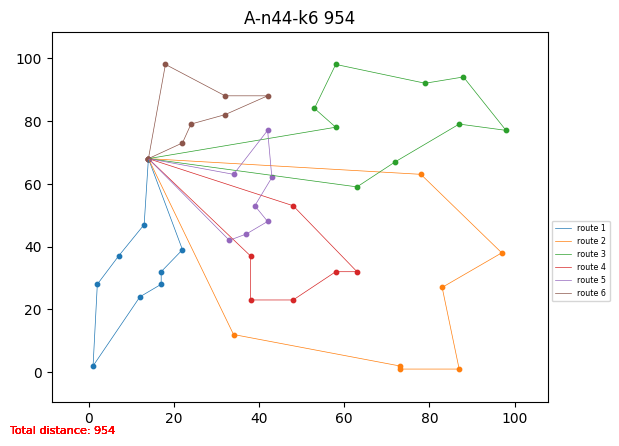 A-n44-k6 954
100
80
60
40
20
0
0 20 40 60 80 100
route 1
route 2
route 3
route 4
route 5
route 6
Total distance: 954